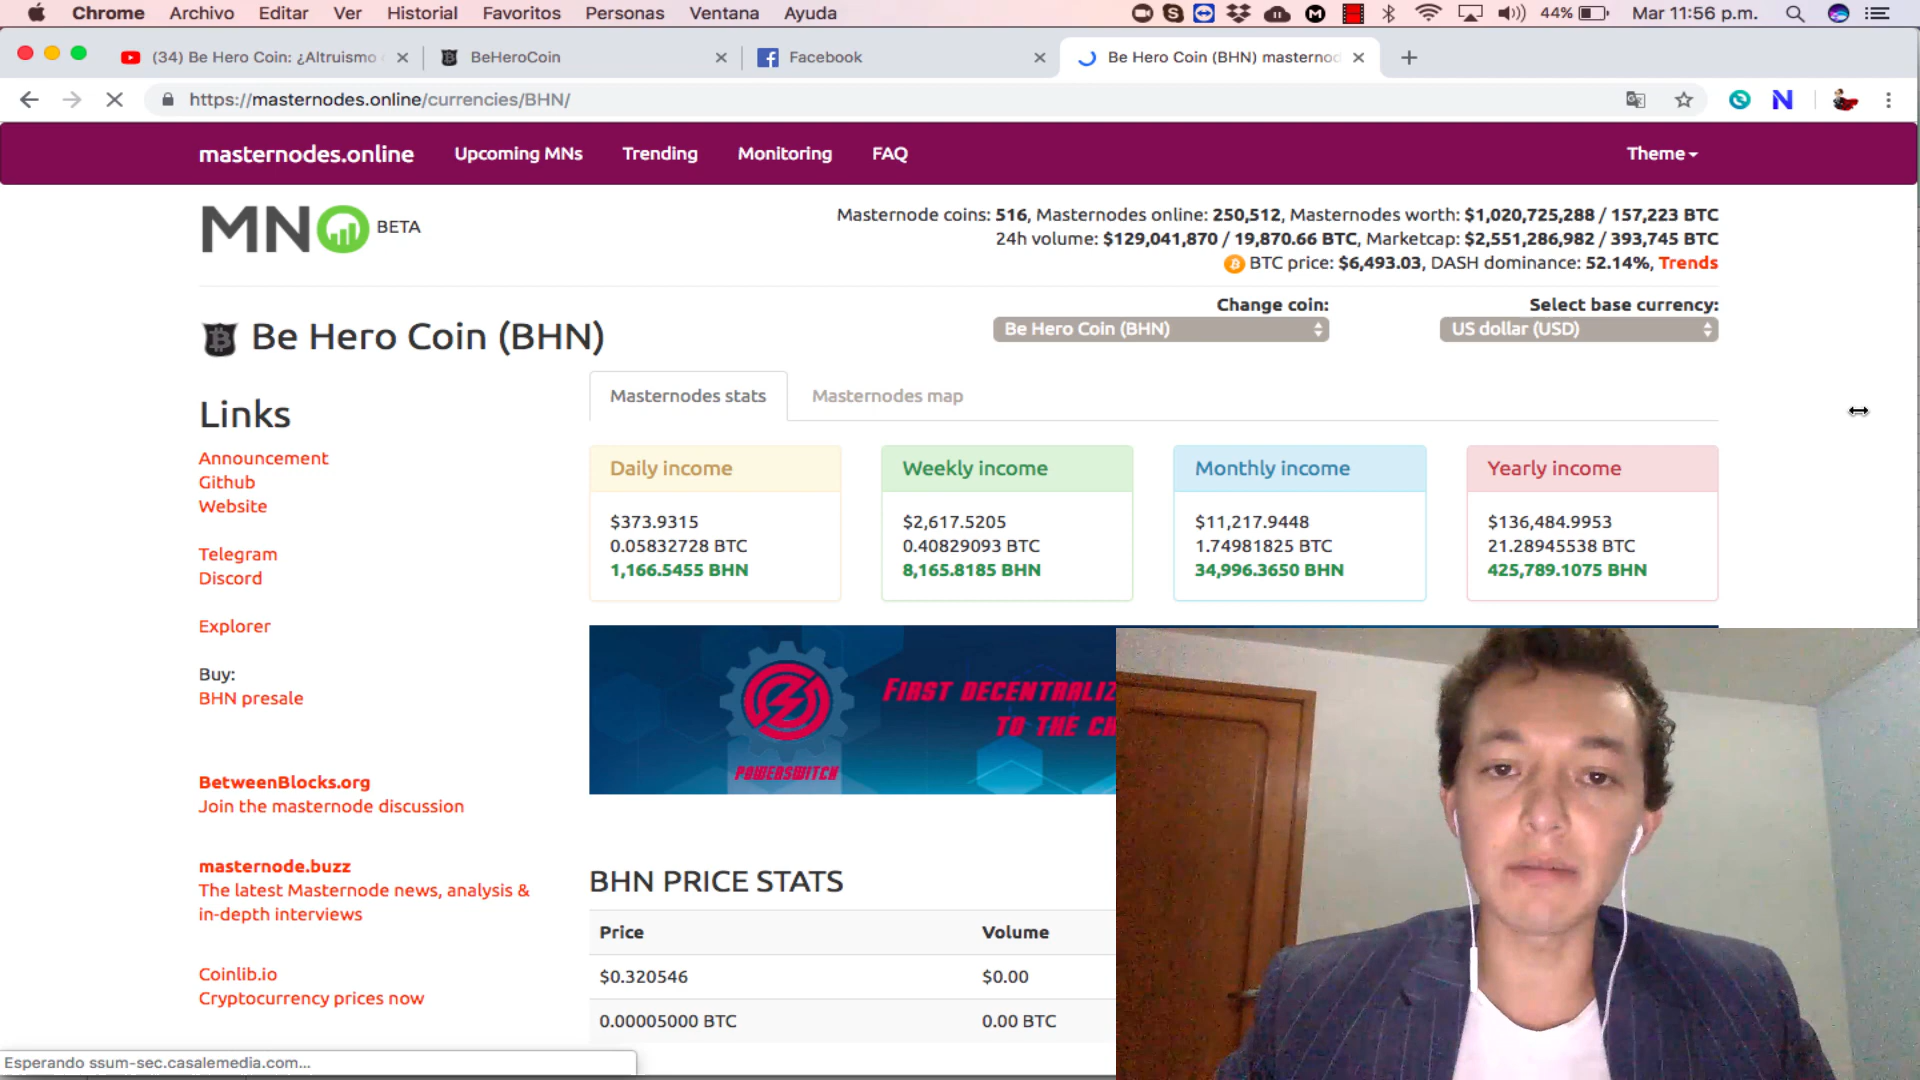 Chrome Archivo Editar Ver Historial Favoritos Personas Ventana Ayuda 44% Mar 11:56 p.m.
(34) Be Hero Coin: ¿Altruismo
BeHeroCoin
Facebook
Be Hero Coin (BHN) masternod
https://masternodes.online/currencies/BHN/
masternodes.online Upcoming MNs Trending Monitoring FAQ Theme
MNO BETA
Masternode coins: 516, Masternodes online: 250,512, Masternodes worth: $1,020,725,288 / 157,223 BTC
24h volume: $129,041,870 / 19,870.66 BTC, Marketcap: $2,551,286,982 / 393,745 BTC
BTC price: $6,493.03, DASH dominance: 52.14%, Trends
Be Hero Coin (BHN)
Change coin:
Be Hero Coin (BHN)
Select base currency:
US dollar (USD)
Links
Announcement
Github
Website
Telegram
Discord
Explorer
Buy:
BHN presale
BetweenBlocks.org
Join the masternode discussion
masternode.buzz
The latest Masternode news, analysis &
in-depth interviews
Coinlib.io
Cryptocurrency prices now
Masternodes stats Masternodes map
Daily income
$373.9315
0.05832728 BTC
1,166.5455 BHN
Weekly income
$2,617.5205
0.40829093 BTC
8,165.8185 BHN
Monthly income
$11,217.9448
1.74981825 BTC
34,996.3650 BHN
Yearly income
$136,484.9953
21.28945538 BTC
425,789.1075 BHN
POWERSWITCH
FIRST DECENTRALIZ
TO THE CH
BHN PRICE STATS
Price Volume
$0.320546 $0.00
0.00005000 BTC 0.00 BTC
Esperando ssum-sec.casalemedia.com...